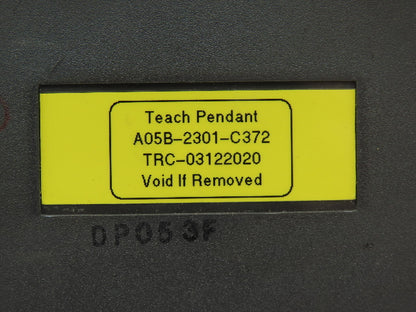 Teach Pendant
A05B-2301-C372
TRC-03122020
Void If Removed
DP053F